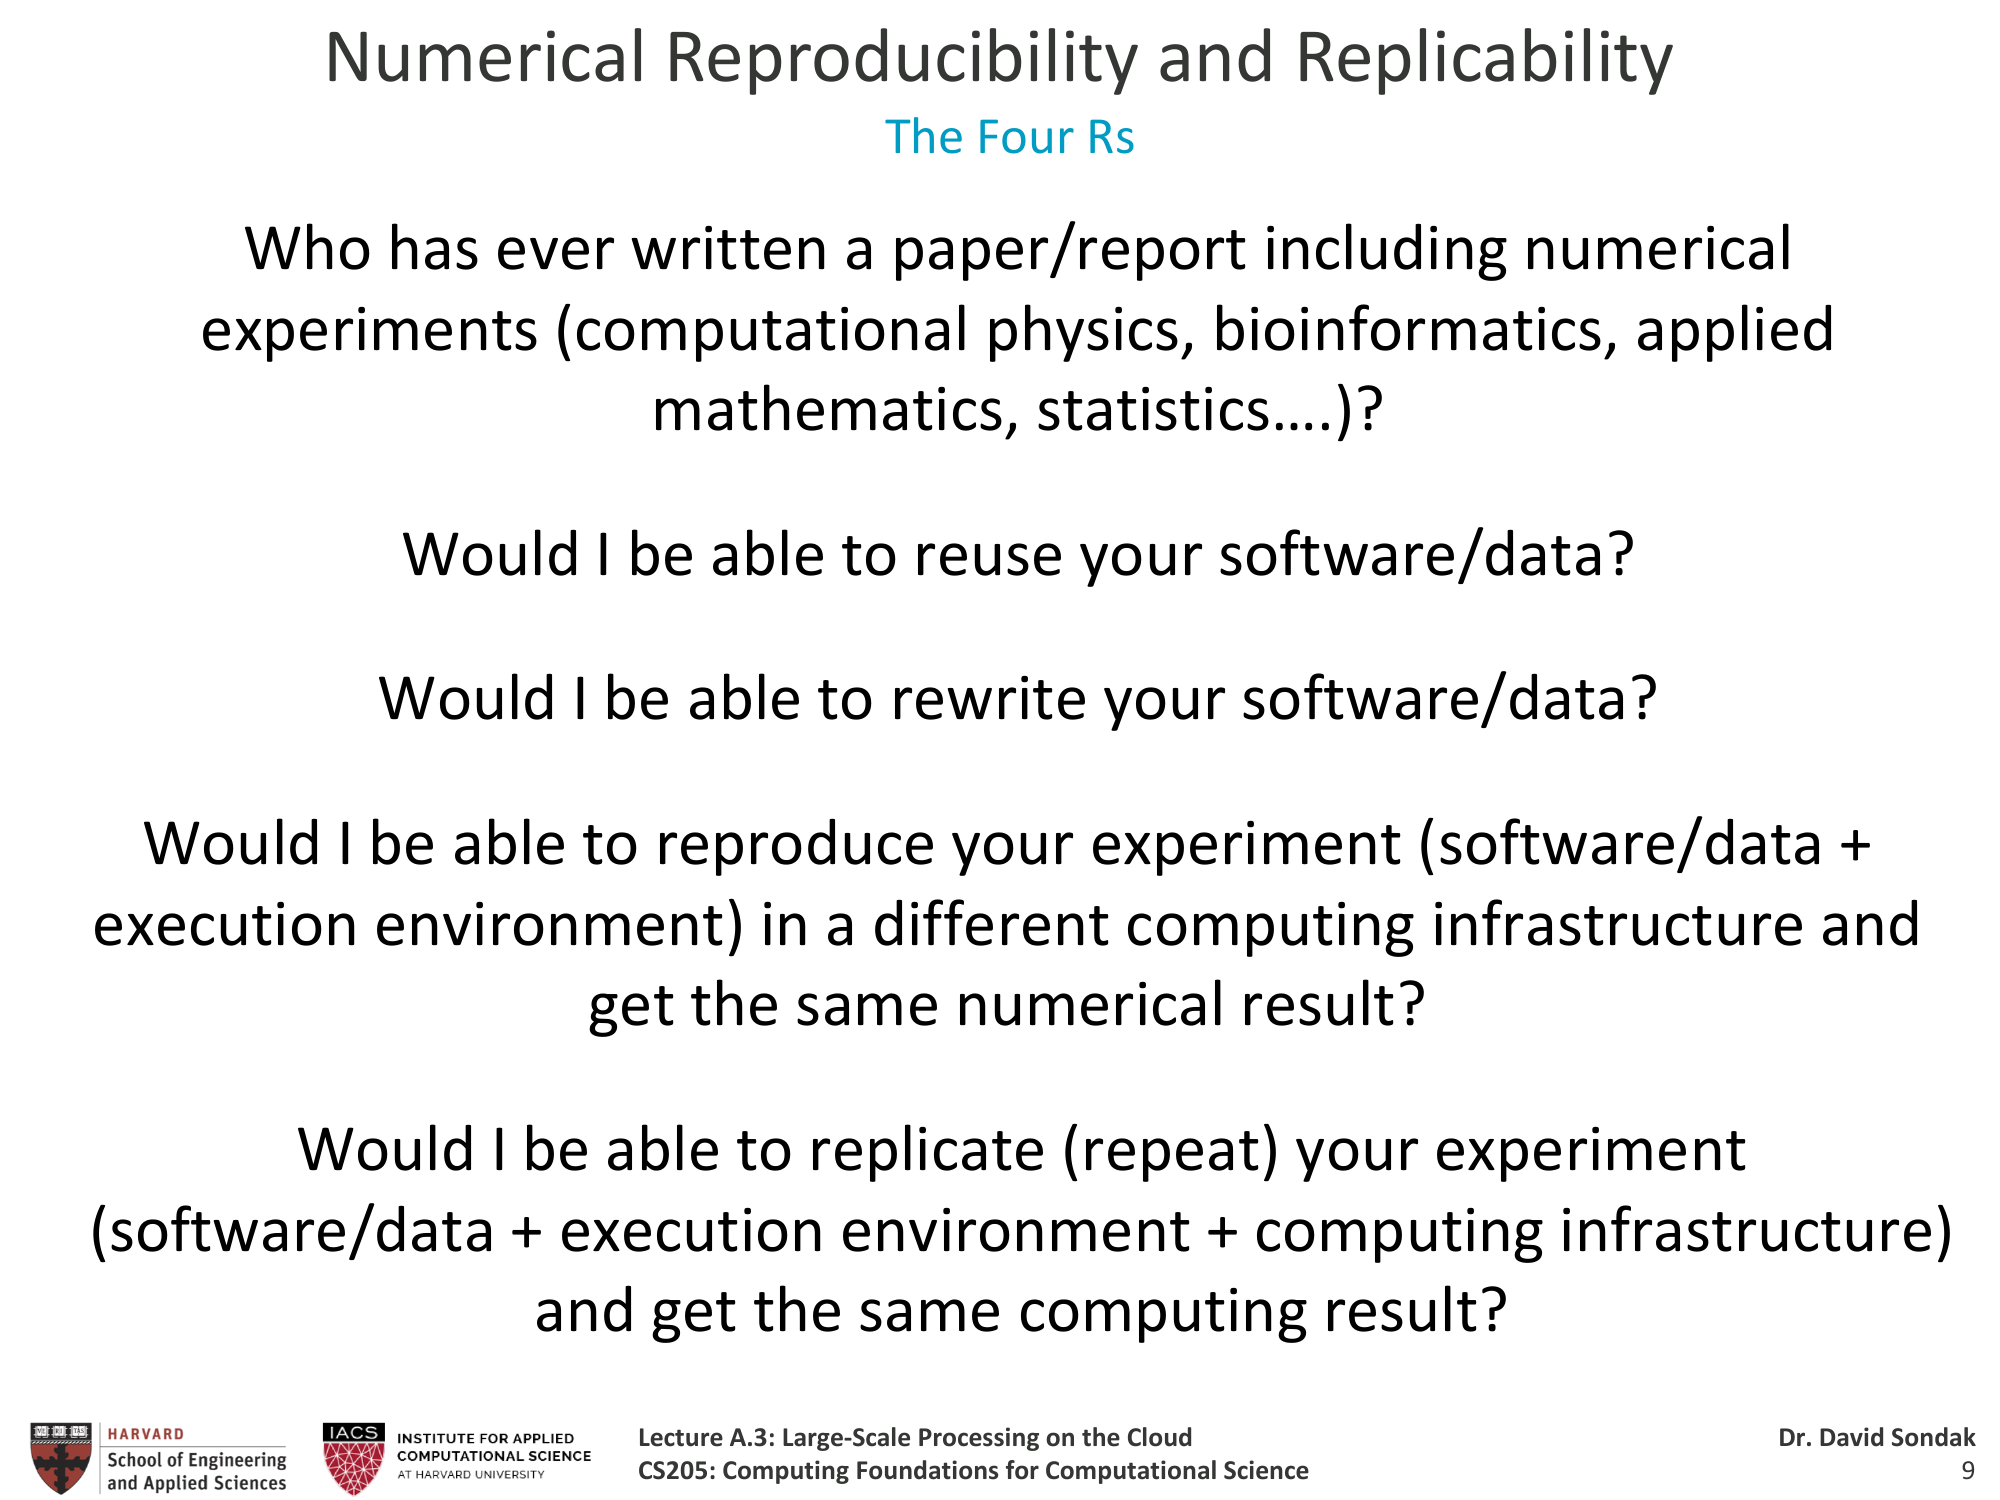 Numerical Reproducibility and Replicability
The Four Rs
Who has ever written a paper/report including numerical
experiments (computational physics, bioinformatics, applied
mathematics, statistics….)?
Would I be able to reuse your software/data?
Would I be able to rewrite your software/data?
Would I be able to reproduce your experiment (software/data +
execution environment) in a different computing infrastructure and
get the same numerical result?
Would I be able to replicate (repeat) your experiment
(software/data + execution environment + computing infrastructure)
and get the same computing result?
HARVARD
School of Engineering
and Applied Sciences
IACS
INSTITUTE FOR APPLIED
COMPUTATIONAL SCIENCE
AT HARVARD UNIVERSITY
Lecture A.3: Large-Scale Processing on the Cloud
CS205: Computing Foundations for Computational Science
Dr. David Sondak
9